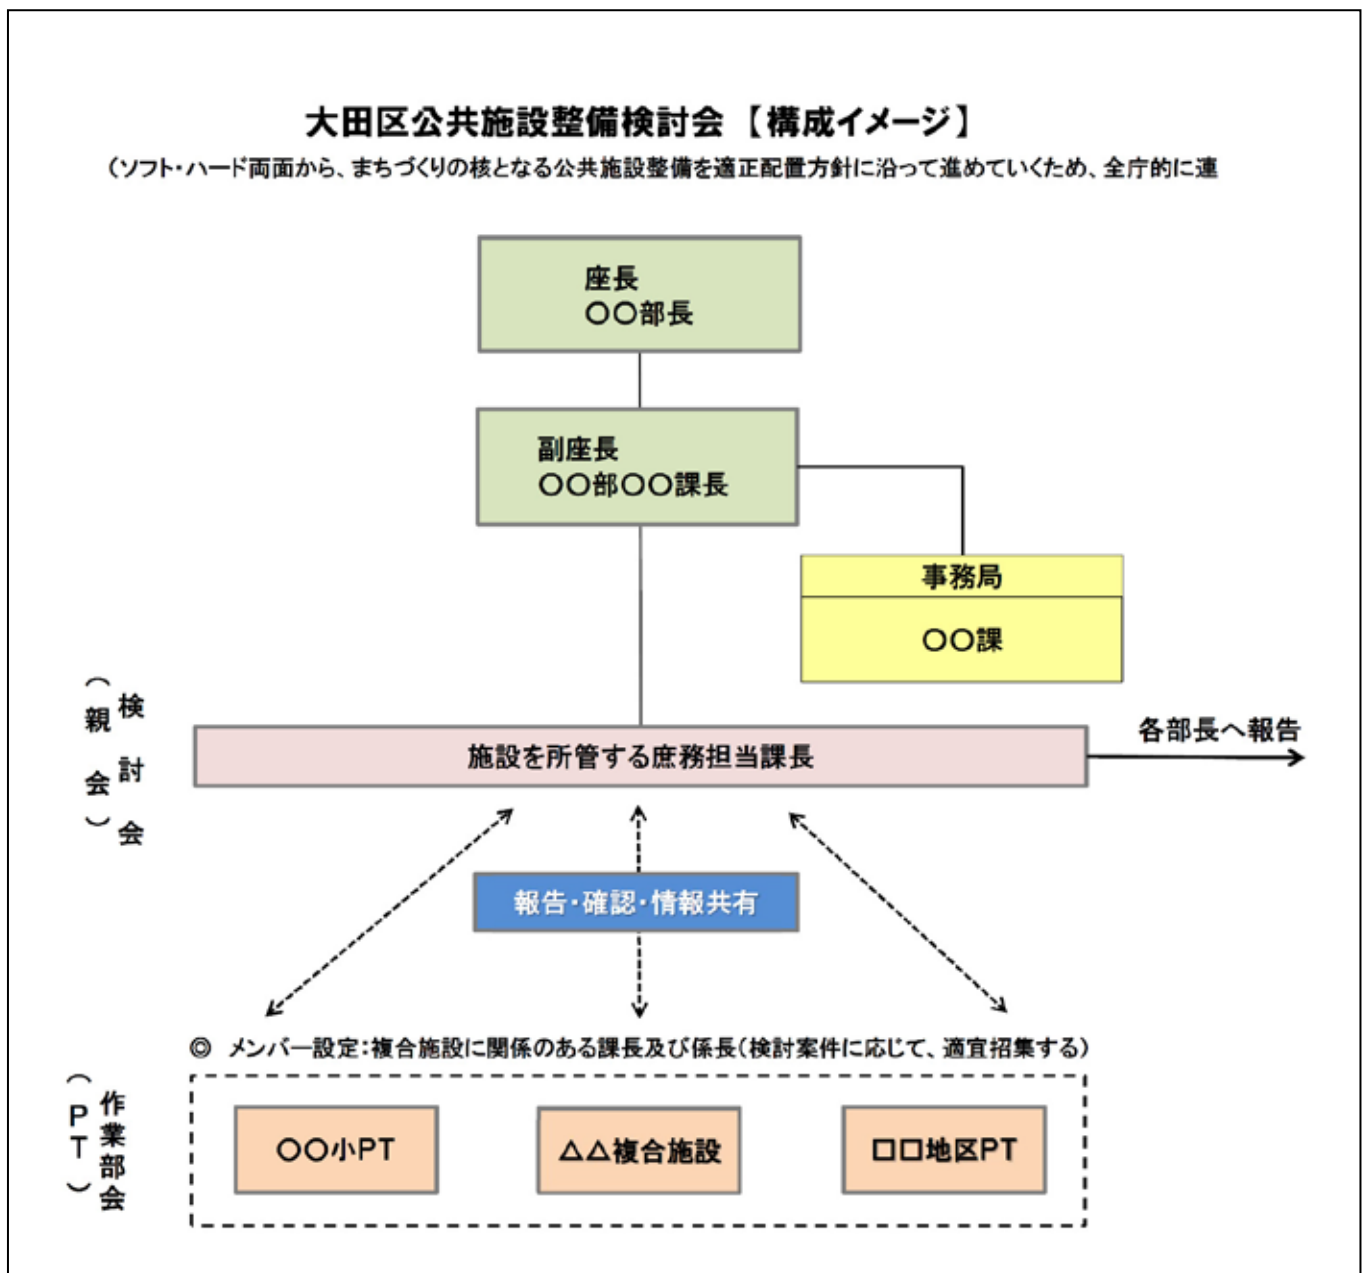 大田区公共施設整備検討会 【構成イメージ】
（ソフト・ハード両面から、まちづくりの核となる公共施設整備を適正配置方針に沿って進めていくため、全庁的に連
座長
〇〇部長
副座長
〇〇部〇〇課長
事務局
〇〇課
検討会
（親会）
施設を所管する庶務担当課長
各部長へ報告
報告・確認・情報共有
◎ メンバー設定：複合施設に関係のある課長及び係長（検討案件に応じて、適宜招集する）
作業部会
（PT）
〇〇小PT
△△複合施設
□□地区PT